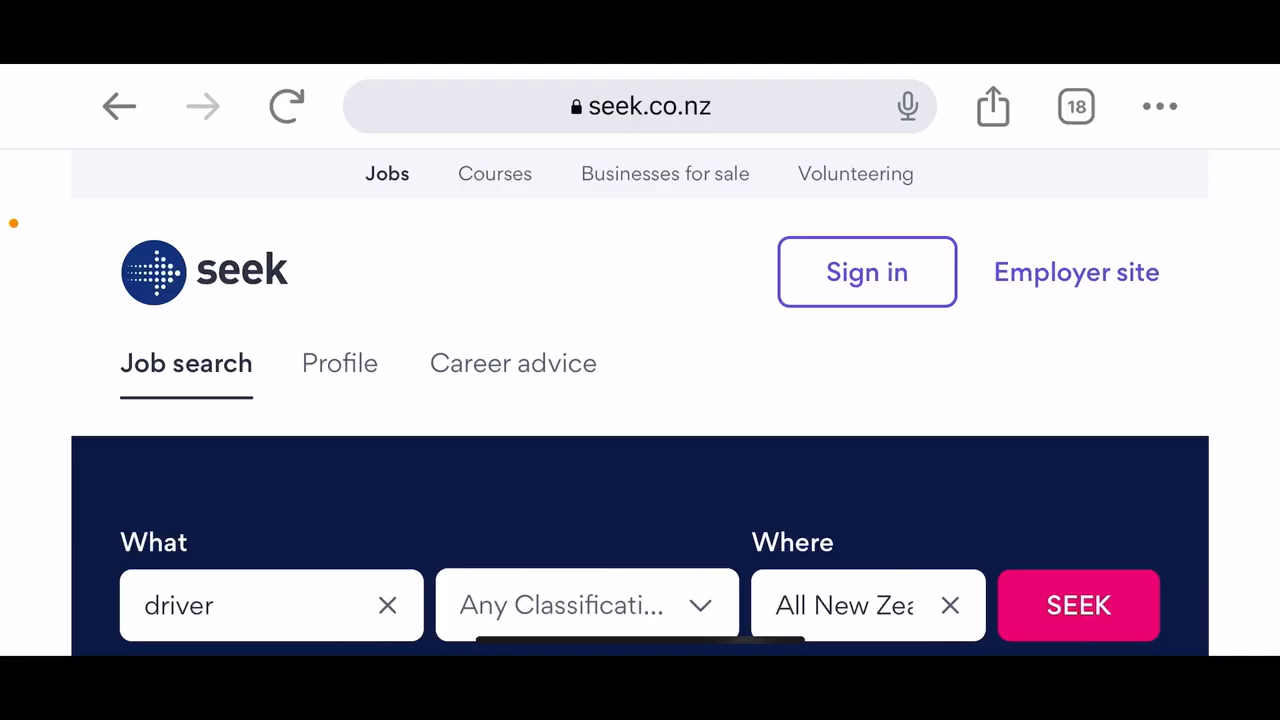 seek.co.nz
18
Jobs Courses Businesses for sale Volunteering
seek
Sign in Employer site
Job search Profile Career advice
What Where
driver Any Classificati... All New Zea SEEK